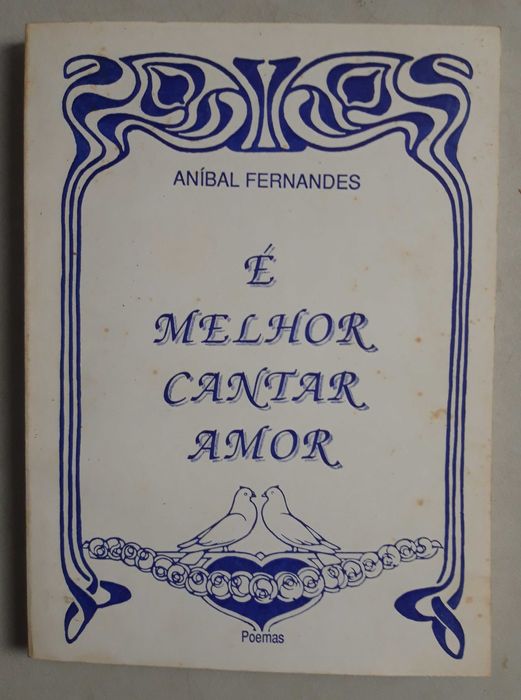 ANÍBAL FERNANDES
É
MELHOR
CANTAR
AMOR
Poemas